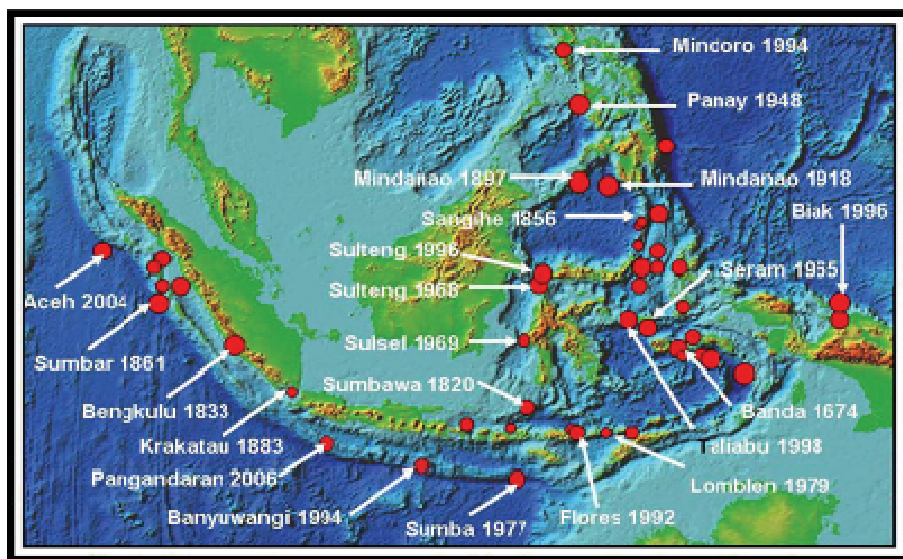 Mindoro 1994
Panay 1948
Mindanao 1897
Mindanao 1918
Sangihe 1856
Biak 1996
Sulteng 1996
Seram 1965
Aceh 2004
Sulteng 1968
Sumbar 1861
Sulsel 1969
Sumbawa 1820
Bengkulu 1833
Banda 1674
Krakatau 1883
Taliabu 1998
Pangandaran 2006
Lomblen 1979
Banyuwangi 1994
Sumba 1977
Flores 1992